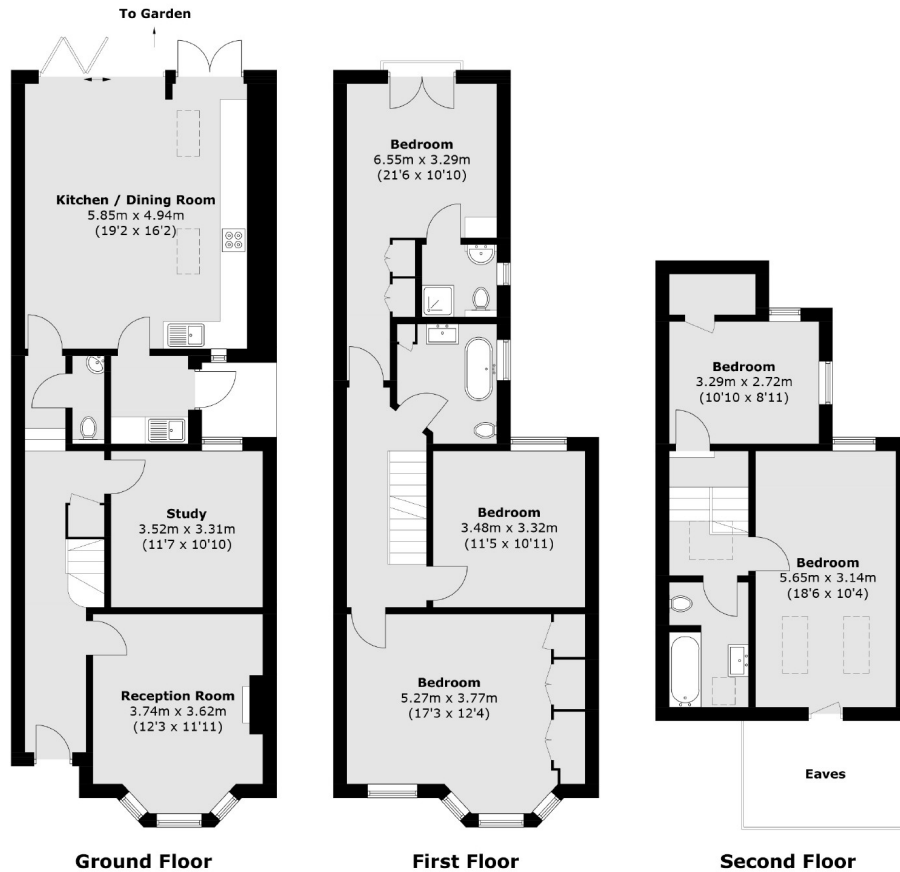 To Garden
Kitchen / Dining Room
5.85m x 4.94m
(19'2 x 16'2)
Study
3.52m x 3.31m
(11'7 x 10'10)
Reception Room
3.74m x 3.62m
(12'3 x 11'11)
Ground Floor
Bedroom
6.55m x 3.29m
(21'6 x 10'10)
Bedroom
3.48m x 3.32m
(11'5 x 10'11)
Bedroom
5.27m x 3.77m
(17'3 x 12'4)
First Floor
Bedroom
3.29m x 2.72m
(10'10 x 8'11)
Bedroom
5.65m x 3.14m
(18'6 x 10'4)
Eaves
Second Floor